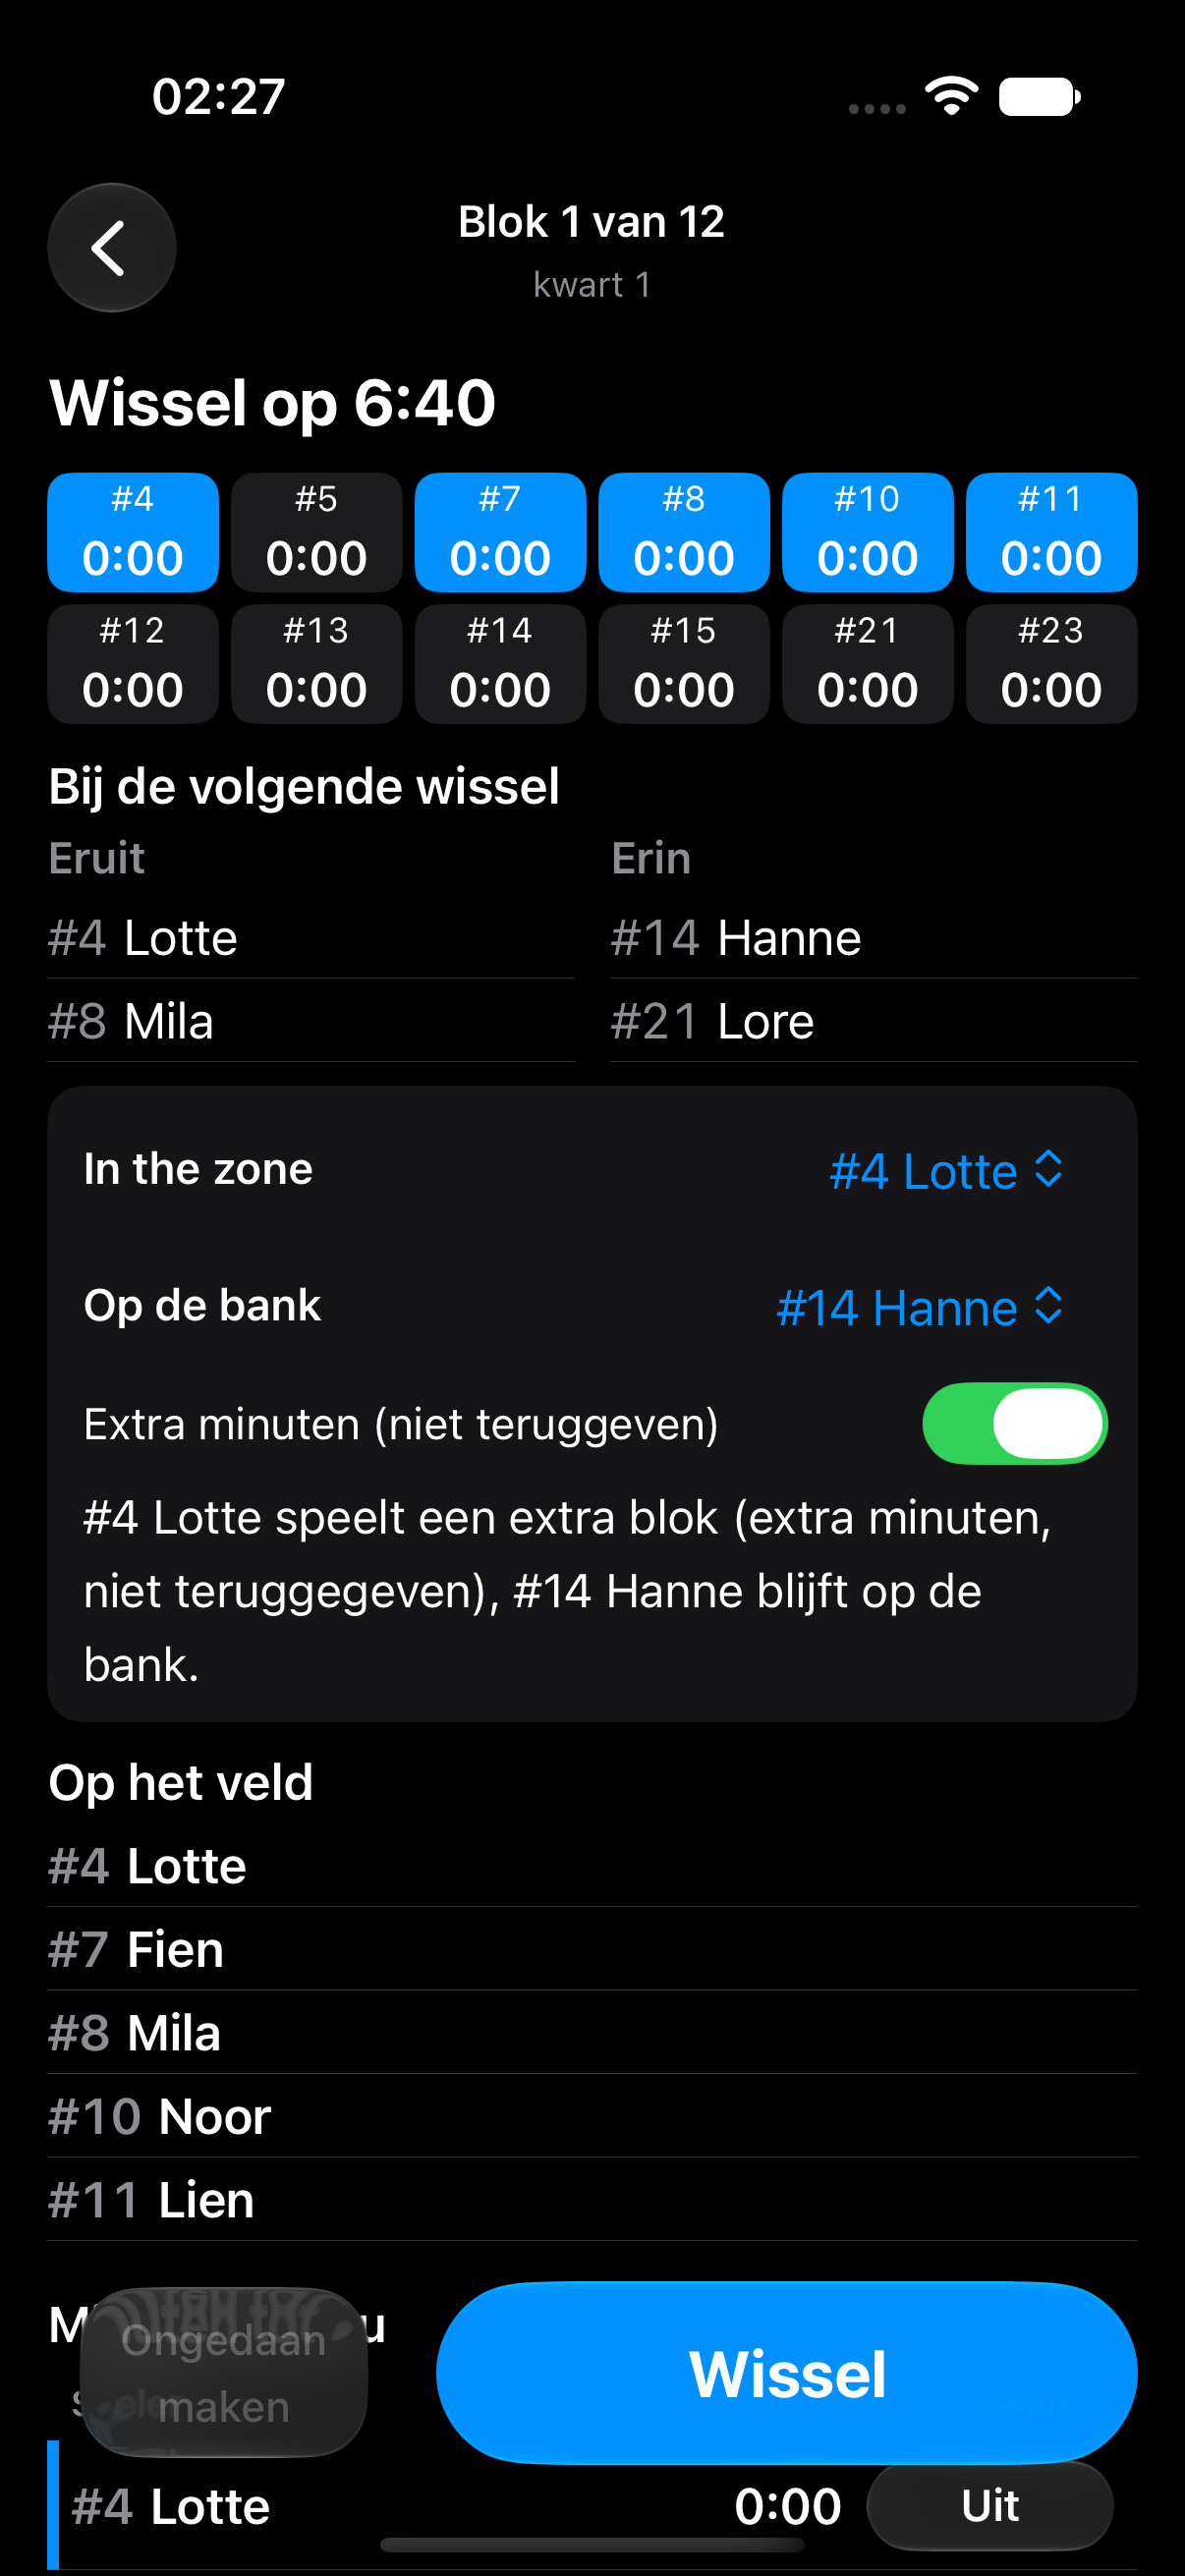 02:27
Blok 1 van 12
kwart 1
Wissel op 6:40
#4 #5 #7 #8 #10 #11
0:00 0:00 0:00 0:00 0:00 0:00
#12 #13 #14 #15 #21 #23
0:00 0:00 0:00 0:00 0:00 0:00
Bij de volgende wissel
Eruit Erin
#4 Lotte #14 Hanne
#8 Mila #21 Lore
In the zone #4 Lotte
Op de bank #14 Hanne
Extra minuten (niet teruggeven)
#4 Lotte speelt een extra blok (extra minuten,
niet teruggegeven), #14 Hanne blijft op de
bank.
Op het veld
#4 Lotte
#7 Fien
#8 Mila
#10 Noor
#11 Lien
Ongedaan
maken
Wissel
#4 Lotte 0:00 Uit